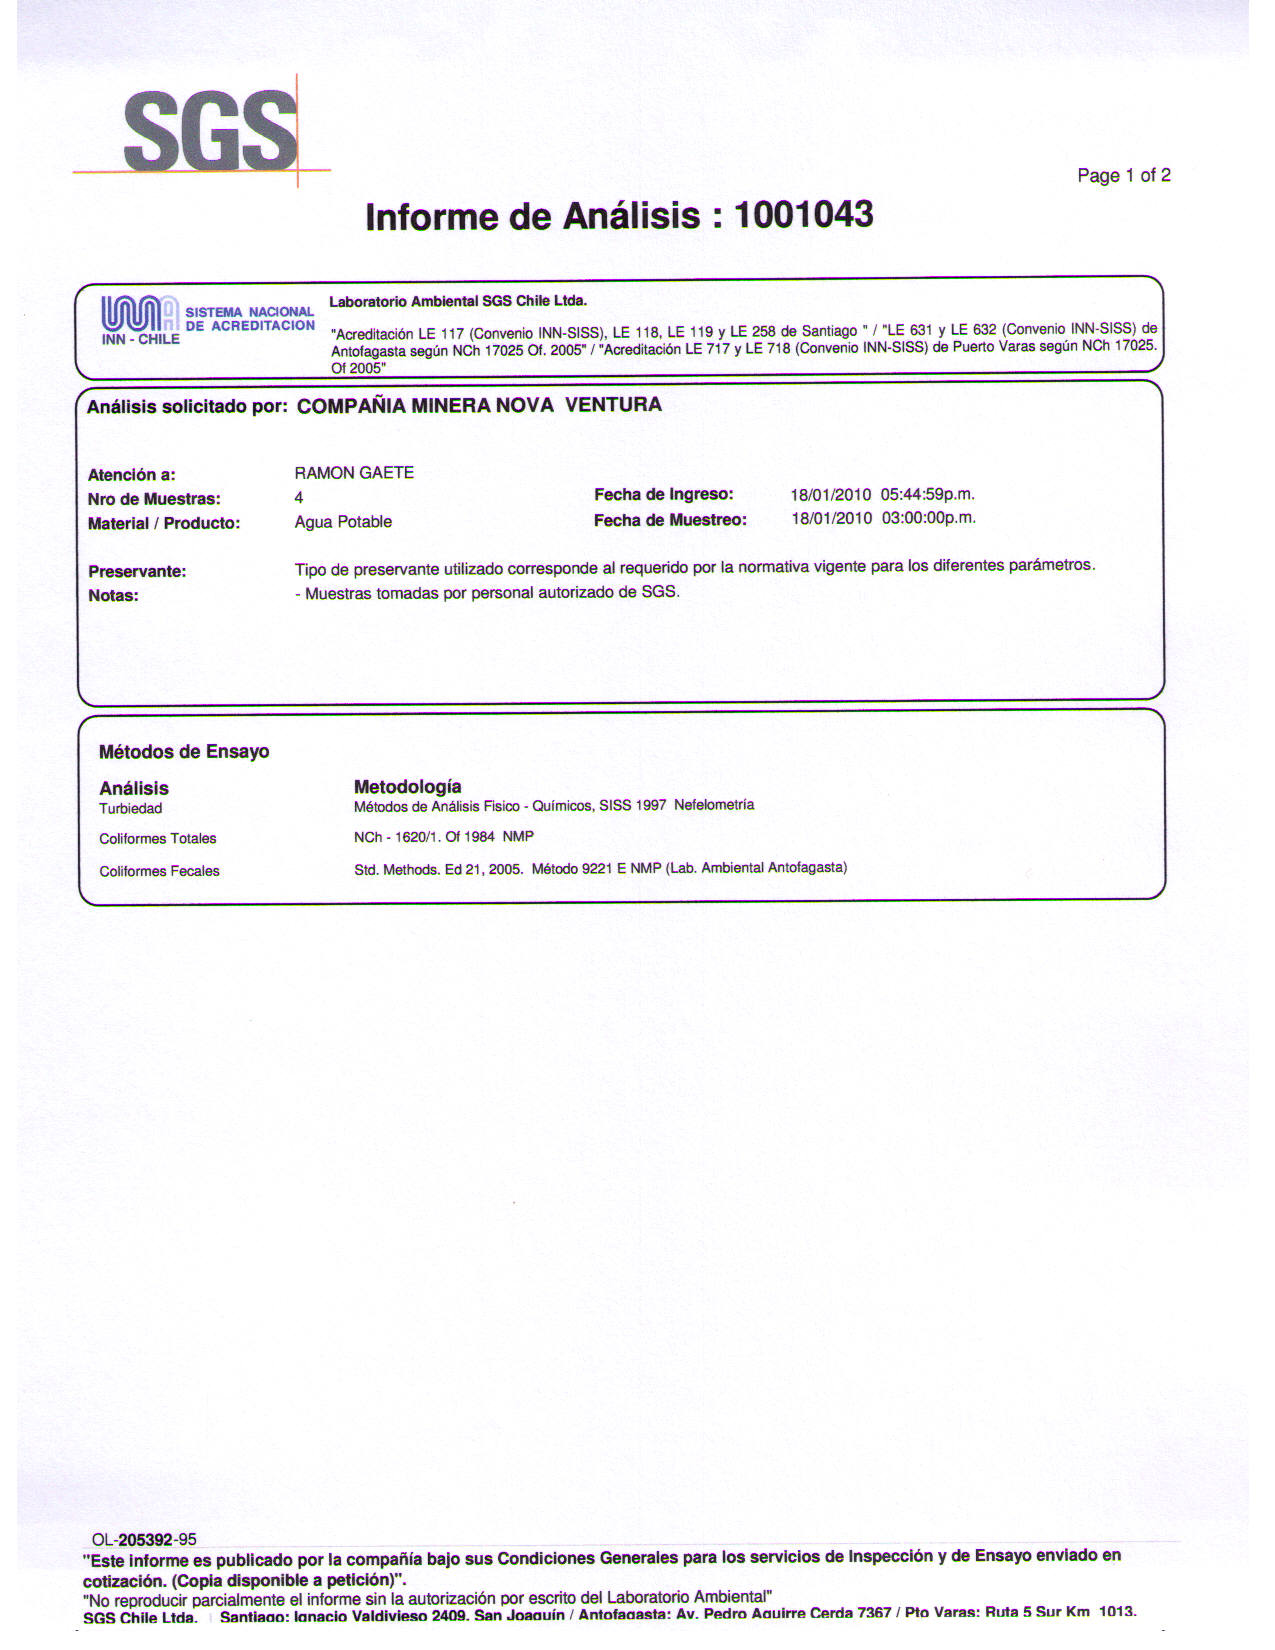 SGS
Page 1 of 2
Informe de Análisis : 1001043
INN - CHILE
SISTEMA NACIONAL
DE ACREDITACION
Laboratorio Ambiental SGS Chile Ltda.
"Acreditación LE 117 (Convenio INN-SISS), LE 118, LE 119 y LE 258 de Santiago " / "LE 631 y LE 632 (Convenio INN-SISS) de
Antofagasta según NCh 17025 Of. 2005" / "Acreditación LE 717 y LE 718 (Convenio INN-SISS) de Puerto Varas según NCh 17025.
Of 2005"
Análisis solicitado por: COMPAÑIA MINERA NOVA VENTURA
Atención a: RAMON GAETE
Nro de Muestras: 4 Fecha de Ingreso: 18/01/2010 05:44:59p.m.
Material / Producto: Agua Potable Fecha de Muestreo: 18/01/2010 03:00:00p.m.
Preservante: Tipo de preservante utilizado corresponde al requerido por la normativa vigente para los diferentes parámetros.
Notas: - Muestras tomadas por personal autorizado de SGS.
Métodos de Ensayo
Análisis Metodología
Turbiedad Métodos de Análisis Fisico - Químicos, SISS 1997 Nefelometría
Coliformes Totales NCh - 1620/1. Of 1984 NMP
Coliformes Fecales Std. Methods. Ed 21, 2005. Método 9221 E NMP (Lab. Ambiental Antofagasta)
OL-205392-95
"Este informe es publicado por la compañía bajo sus Condiciones Generales para los servicios de Inspección y de Ensayo enviado en
cotización. (Copia disponible a petición)".
"No reproducir parcialmente el informe sin la autorización por escrito del Laboratorio Ambiental"
SGS Chile Ltda. Santiago: Ignacio Valdivieso 2409. San Joaquín / Antofagasta: Av. Pedro Aguirre Cerda 7367 / Pto Varas: Ruta 5 Sur Km 1013.